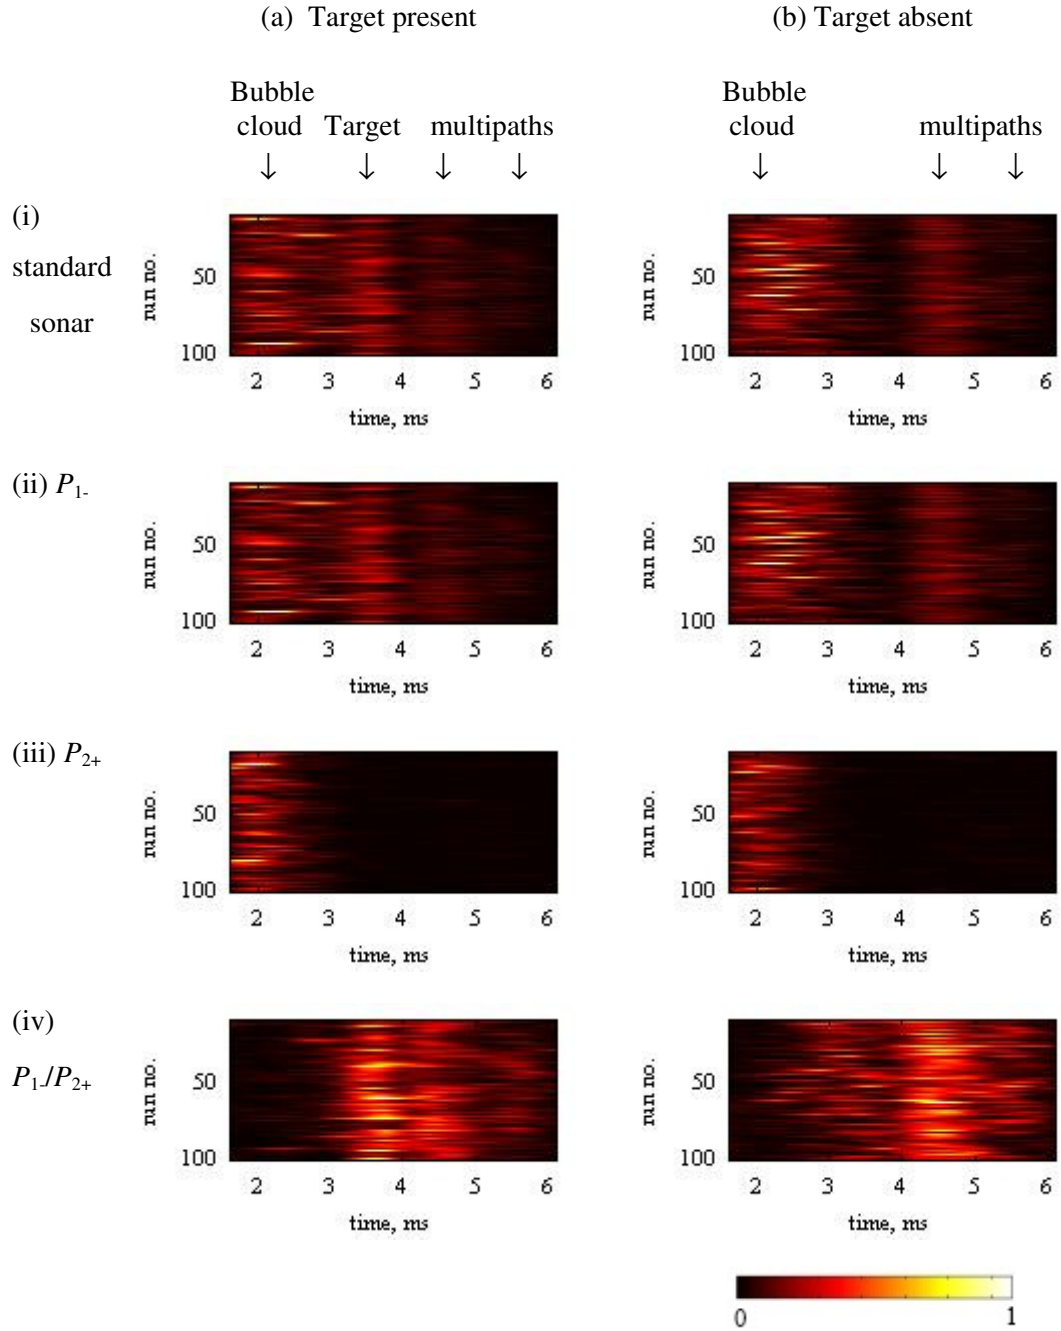 (a) Target present
(b) Target absent
Bubble
cloud Target multipaths
↓ ↓ ↓ ↓
Bubble
cloud multipaths
↓ ↓ ↓
(i)
standard
sonar
run no.
50
100
2 3 4 5 6
time, ms
run no.
50
100
2 3 4 5 6
time, ms
(ii) P1-
run no.
50
100
2 3 4 5 6
time, ms
run no.
50
100
2 3 4 5 6
time, ms
(iii) P2+
run no.
50
100
2 3 4 5 6
time, ms
run no.
50
100
2 3 4 5 6
time, ms
(iv)
P1-/P2+
run no.
50
100
2 3 4 5 6
time, ms
run no.
50
100
2 3 4 5 6
time, ms
0 1